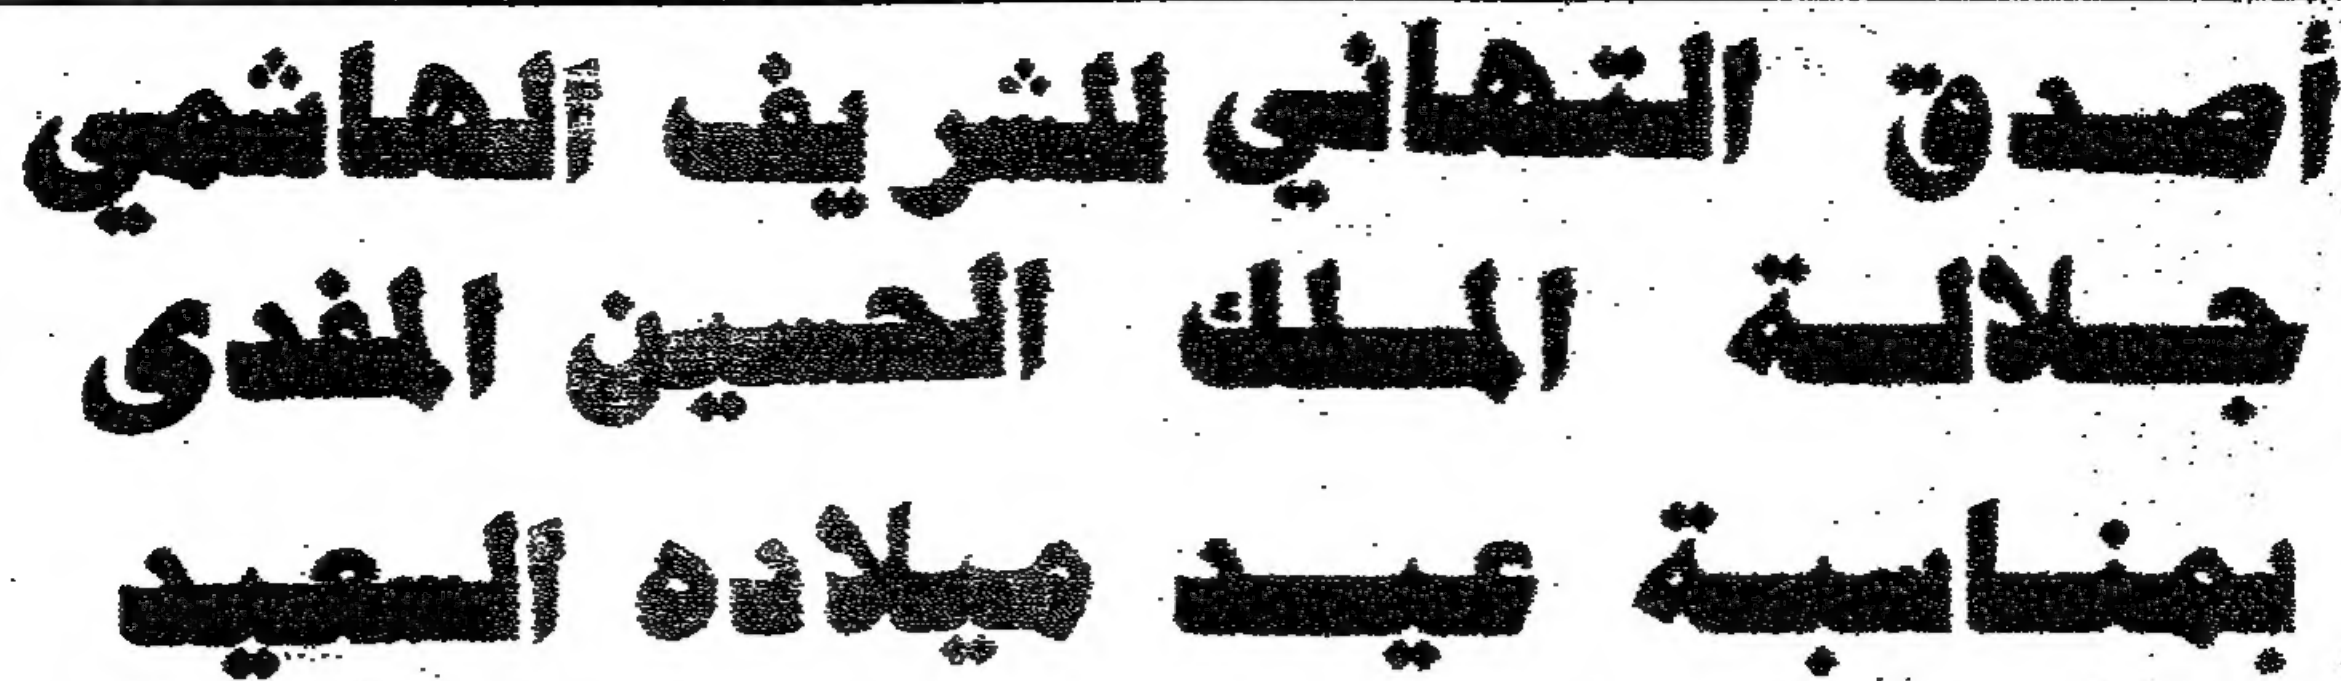 أصدق التهاني للشريف الهاشمي
جلالة الملك الحسين المفدى
بمناسبة عيد ميلاده السعيد